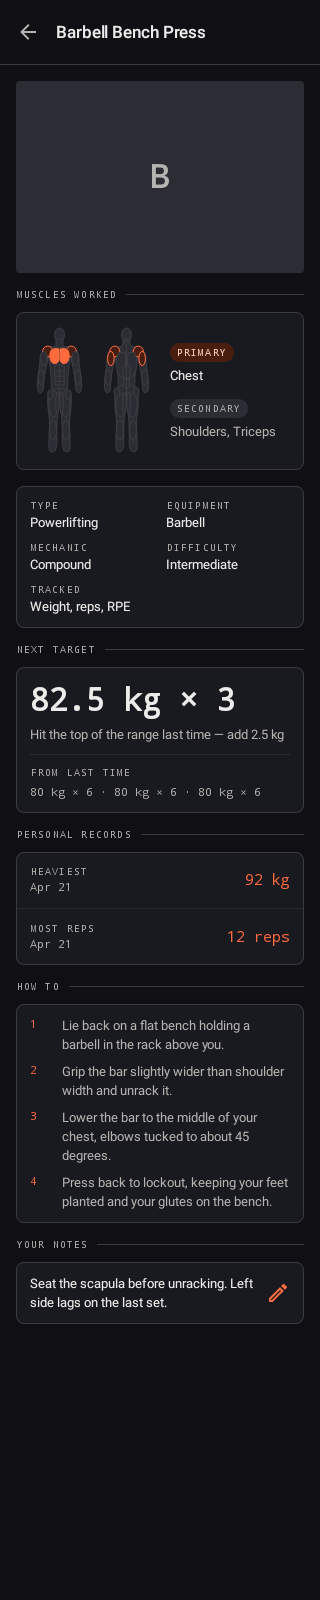 Barbell Bench Press
B
MUSCLES WORKED
PRIMARY
Chest
SECONDARY
Shoulders, Triceps
TYPE
Powerlifting
EQUIPMENT
Barbell
MECHANIC
Compound
DIFFICULTY
Intermediate
TRACKED
Weight, reps, RPE
NEXT TARGET
82.5 kg × 3
Hit the top of the range last time — add 2.5 kg
FROM LAST TIME
80 kg × 6 · 80 kg × 6 · 80 kg × 6
PERSONAL RECORDS
HEAVIEST
Apr 21
92 kg
MOST REPS
Apr 21
12 reps
HOW TO
1 Lie back on a flat bench holding a
barbell in the rack above you.
2 Grip the bar slightly wider than shoulder
width and unrack it.
3 Lower the bar to the middle of your
chest, elbows tucked to about 45
degrees.
4 Press back to lockout, keeping your feet
planted and your glutes on the bench.
YOUR NOTES
Seat the scapula before unracking. Left
side lags on the last set.